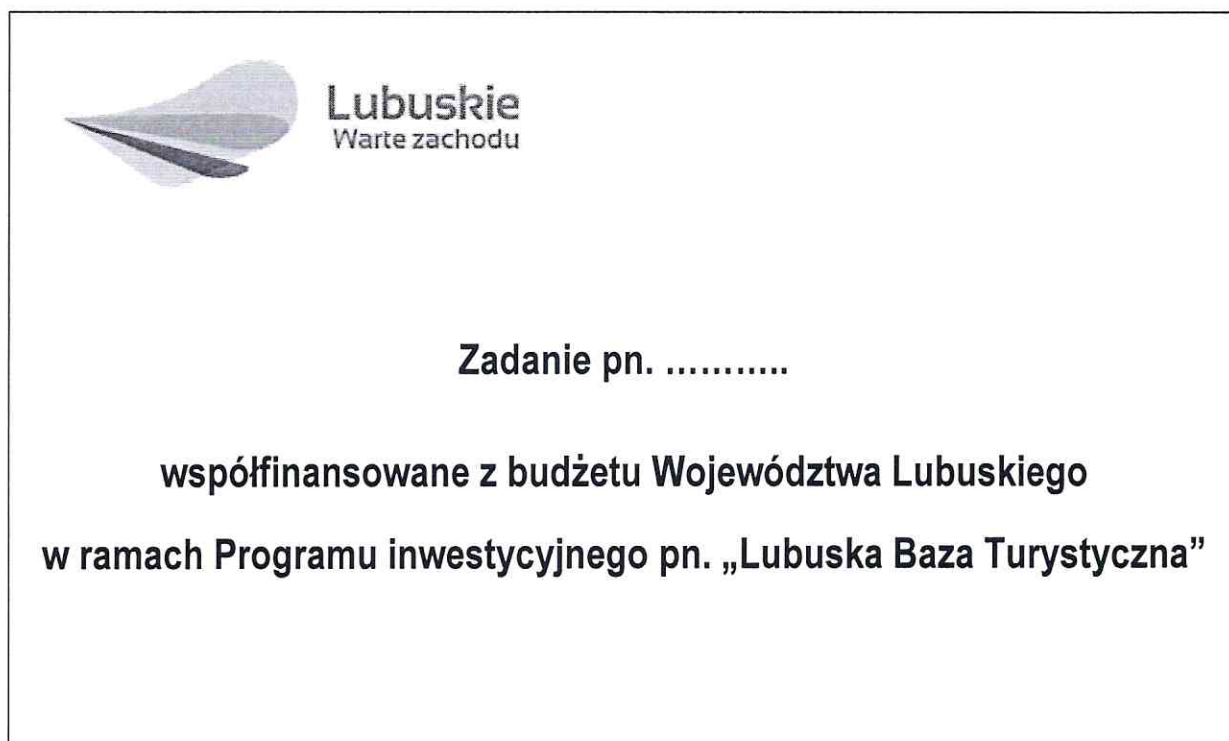 Lubuskie
Warte zachodu
Zadanie pn. ………..
współfinansowane z budżetu Województwa Lubuskiego
w ramach Programu inwestycyjnego pn. „Lubuska Baza Turystyczna”